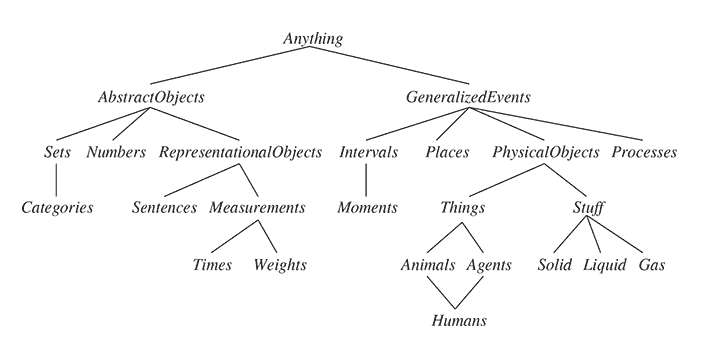 Anything
AbstractObjects GeneralizedEvents
Sets Numbers RepresentationalObjects Intervals Places PhysicalObjects Processes
Categories Sentences Measurements Moments Things Stuff
Times Weights Animals Agents Solid Liquid Gas
Humans